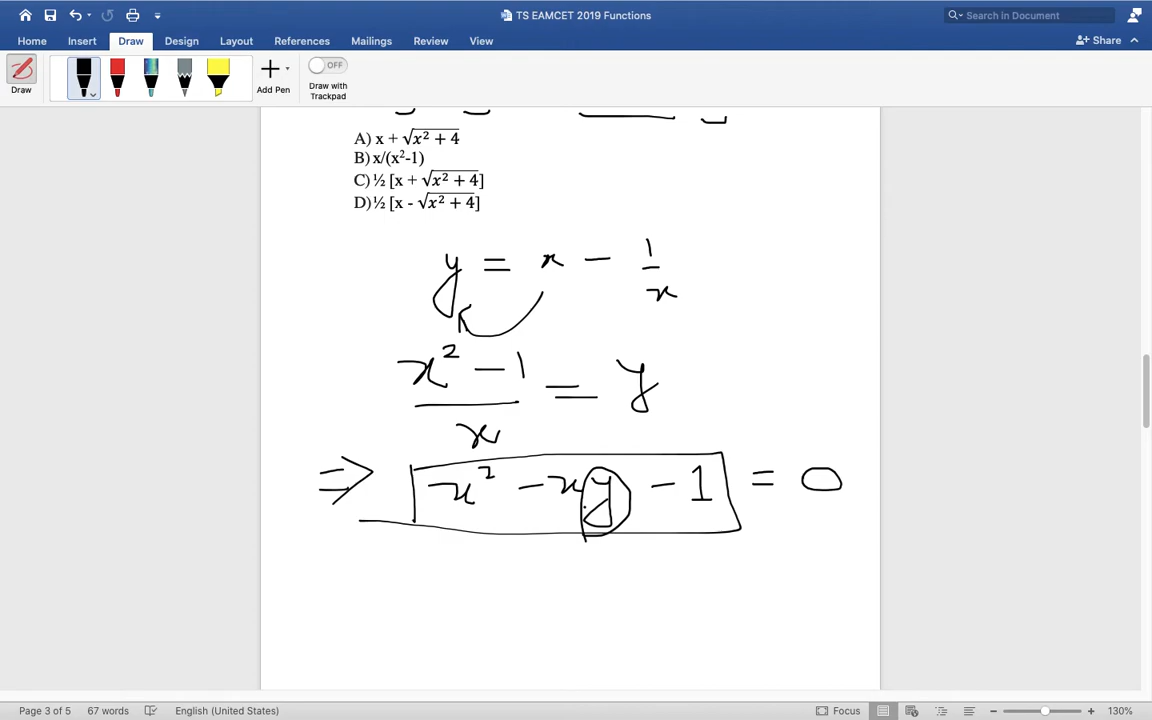 TS EAMCET 2019 Functions
Search in Document
Home Insert Draw Design Layout References Mailings Review View
Share
OFF
Draw
Add Pen
Draw with Trackpad
A) x + √x² + 4
B) x/(x²-1)
C) ½ [x + √x² + 4]
D) ½ [x - √x² + 4]
y = x - 1/x
x² - 1 / x = y
⇒ x² - xy - 1 = 0
Page 3 of 5 67 words English (United States) Focus 130%